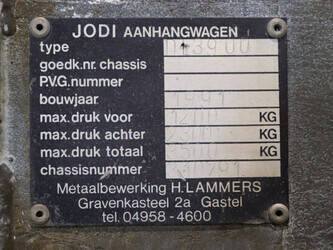 JODI AANHANGWAGEN
type
goedk.nr. chassis
P.V.G. nummer
bouwjaar 1991
max. druk voor KG
max. druk achter KG
max. druk totaal KG
chassisnummer
Metaalbewerking H. LAMMERS
Gravenkasteel 2a Gastel
tel. 04958-4600